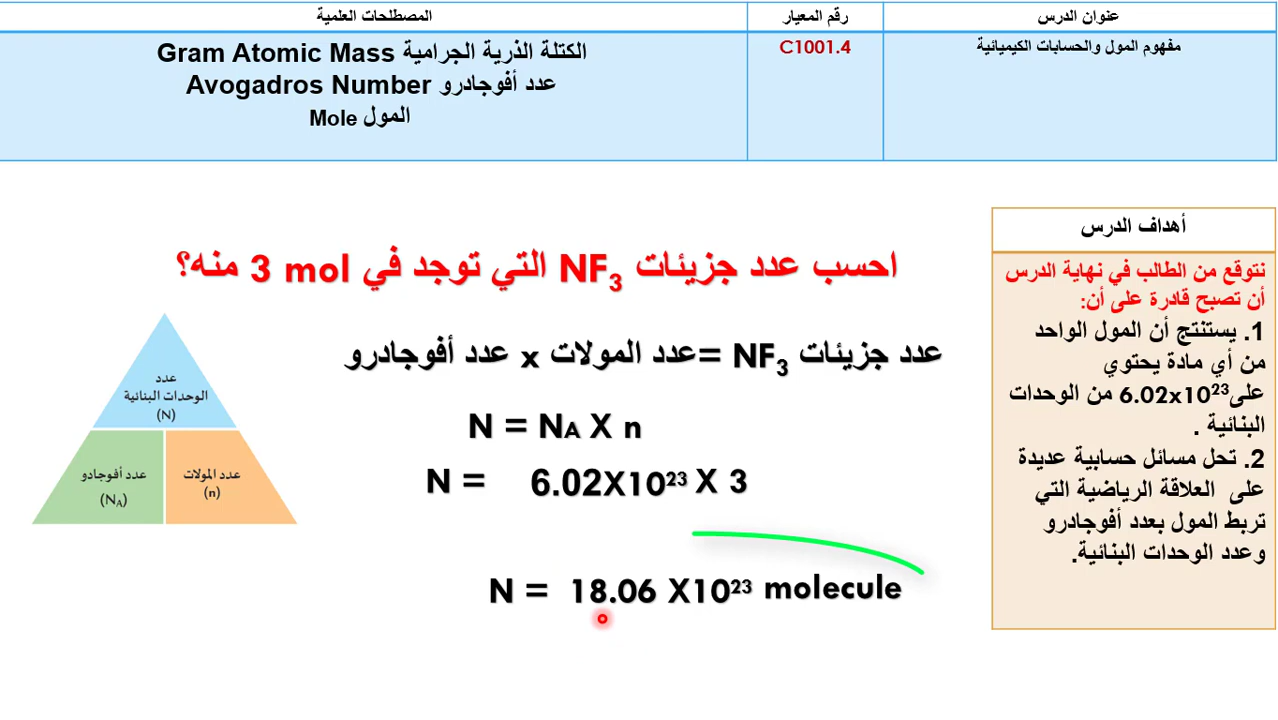 عنوان الدرس
رقم المعيار
المصطلحات العلمية
مفهوم المول والحسابات الكيميائية
C1001.4
الكتلة الذرية الجرامية Gram Atomic Mass
عدد أفوجادرو Avogadros Number
المول Mole
أهداف الدرس
نتوقع من الطالب في نهاية الدرس
أن تصبح قادرة على أن:
1. يستنتج أن المول الواحد
من أي مادة يحتوي
على6.02x10²³ من الوحدات
البنائية .
2. تحل مسائل حسابية عديدة
على العلاقة الرياضية التي
تربط المول بعدد أفوجادرو
وعدد الوحدات البنائية.
احسب عدد جزيئات NF₃ التي توجد في 3 mol منه؟
عدد جزيئات NF₃ =عدد المولات x عدد أفوجادرو
N = NA X n
N = 6.02X10²³ X 3
N = 18.06 X10²³ molecule
عدد
الوحدات البنائية
(N)
عدد المولات
(n)
عدد أفوجادو
(NA)